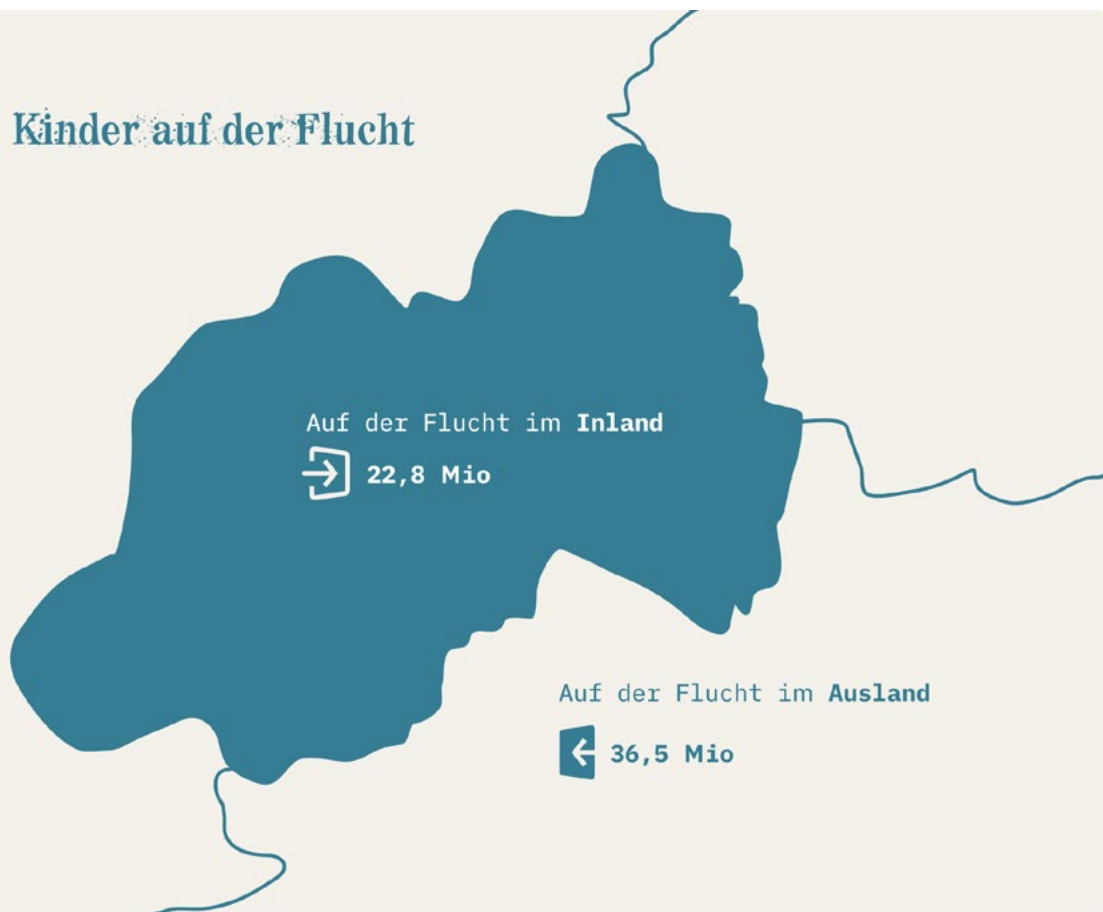 Kinder auf der Flucht
Auf der Flucht im Inland
22,8 Mio
Auf der Flucht im Ausland
36,5 Mio